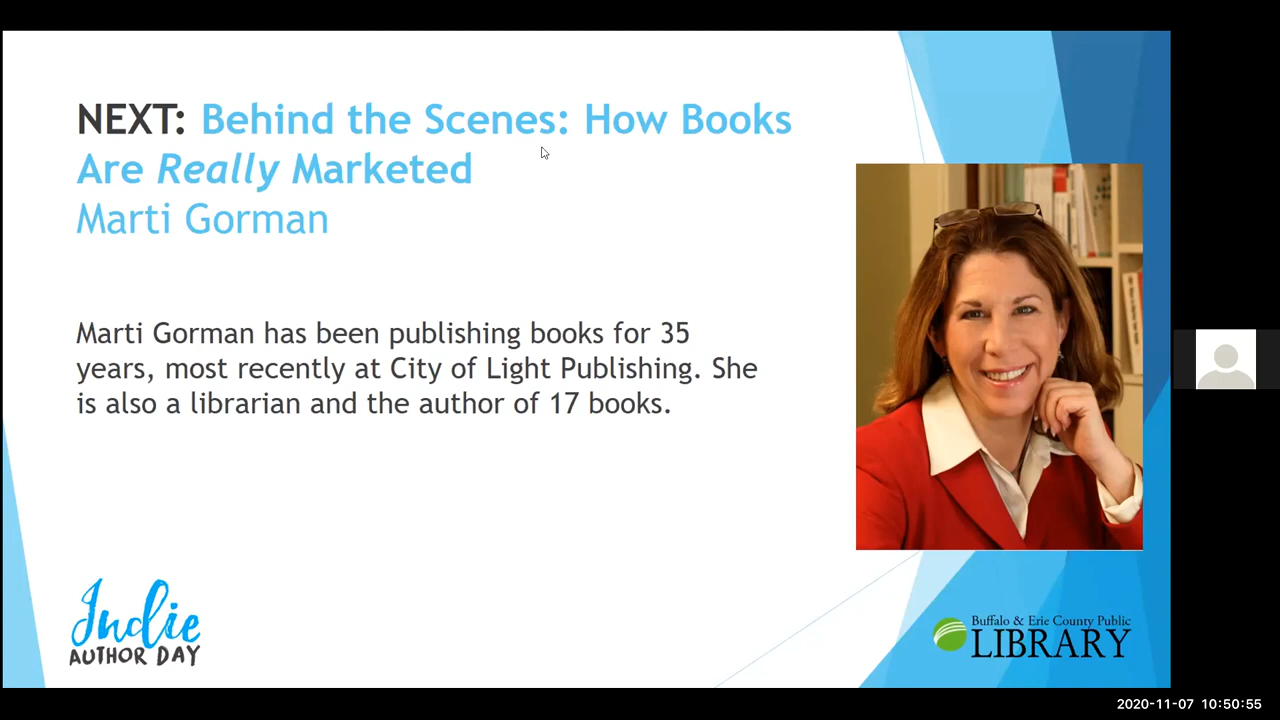 NEXT: Behind the Scenes: How Books
Are Really Marketed
Marti Gorman
Marti Gorman has been publishing books for 35
years, most recently at City of Light Publishing. She
is also a librarian and the author of 17 books.
Indie
AUTHOR DAY
Buffalo & Erie County Public
LIBRARY
2020-11-07 10:50:55